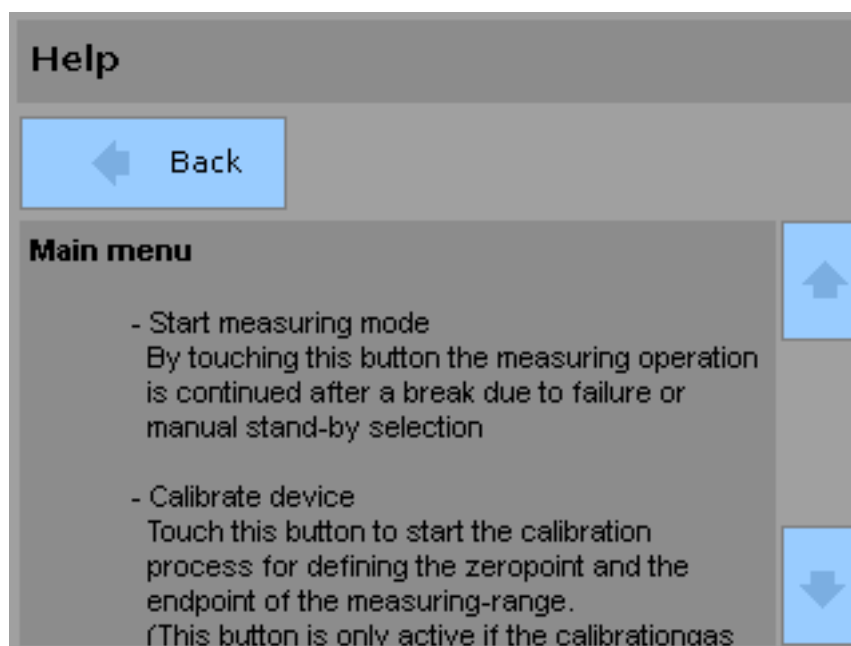 Help
Back
Main menu
- Start measuring mode
By touching this button the measuring operation
is continued after a break due to failure or
manual stand-by selection
- Calibrate device
Touch this button to start the calibration
process for defining the zeropoint and the
endpoint of the measuring-range.
(This button is only active if the calibrationgas